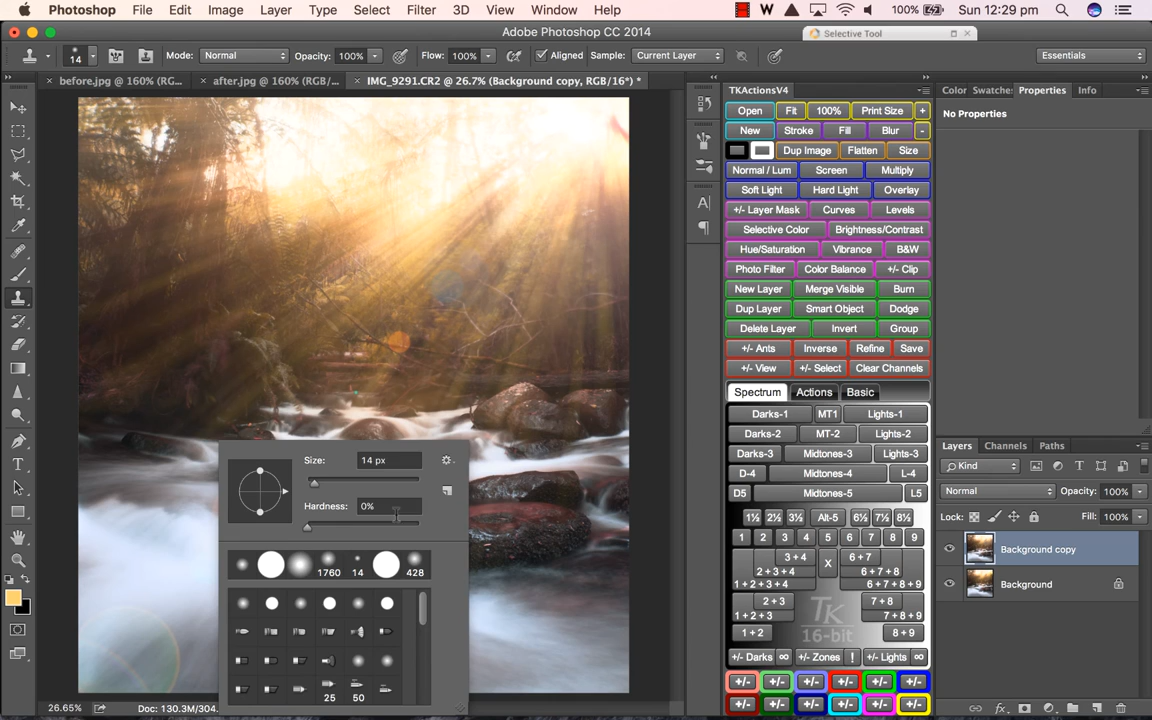 Photoshop File Edit Image Layer Type Select Filter 3D View Window Help W 100% Sun 12:29 pm
Adobe Photoshop CC 2014
Selective Tool
14 Mode: Normal Opacity: 100% Flow: 100% Aligned Sample: Current Layer Essentials
before.jpg @ 160% (RG... after.jpg @ 160% (RGB/... IMG_9291.CR2 @ 26.7% (Background copy, RGB/16*) *
TKActionsV4
Open Fit 100% Print Size +
New Stroke Fill Blur -
Dup Image Flatten Size
Normal / Lum Screen Multiply
Soft Light Hard Light Overlay
+/- Layer Mask Curves Levels
Selective Color Brightness/Contrast
Hue/Saturation Vibrance B&W
Photo Filter Color Balance +/- Clip
New Layer Merge Visible Burn
Dup Layer Smart Object Dodge
Delete Layer Invert Group
+/- Ants Inverse Refine Save
+/- View +/- Select Clear Channels
Spectrum Actions Basic
Darks-1 MT1 Lights-1
Darks-2 MT-2 Lights-2
Darks-3 Midtones-3 Lights-3
D-4 Midtones-4 L-4
D5 Midtones-5 L5
1½ 2½ 3½ Alt-5 6½ 7½ 8½
1 2 3 4 5 6 7 8 9
3+4 6+7
2+3+4 X 6+7+8
1+2+3+4 6+7+8+9
2+3 TK 7+8
1+2+3 16-bit 7+8+9
1+2 8+9
+/- Darks ∞ +/- Zones ! +/- Lights ∞
+/- +/- +/- +/- +/- +/-
+/- +/- +/- +/- +/- +/-
Color Swatche Properties Info
No Properties
Layers Channels Paths
Kind
Normal Opacity: 100%
Lock: Fill: 100%
Background copy
Background
Size: 14 px
Hardness: 0%
1760 14 428
25 50
26.65% Doc: 130.3M/304.